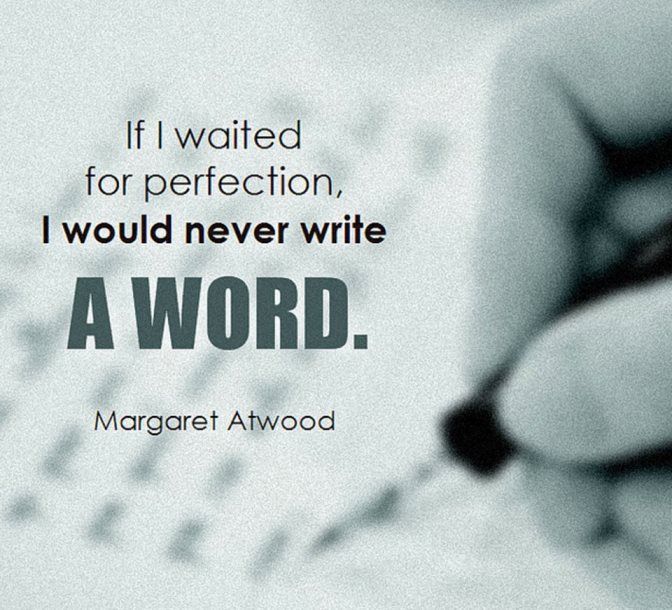 If I waited
for perfection,
I would never write
A WORD.
Margaret Atwood